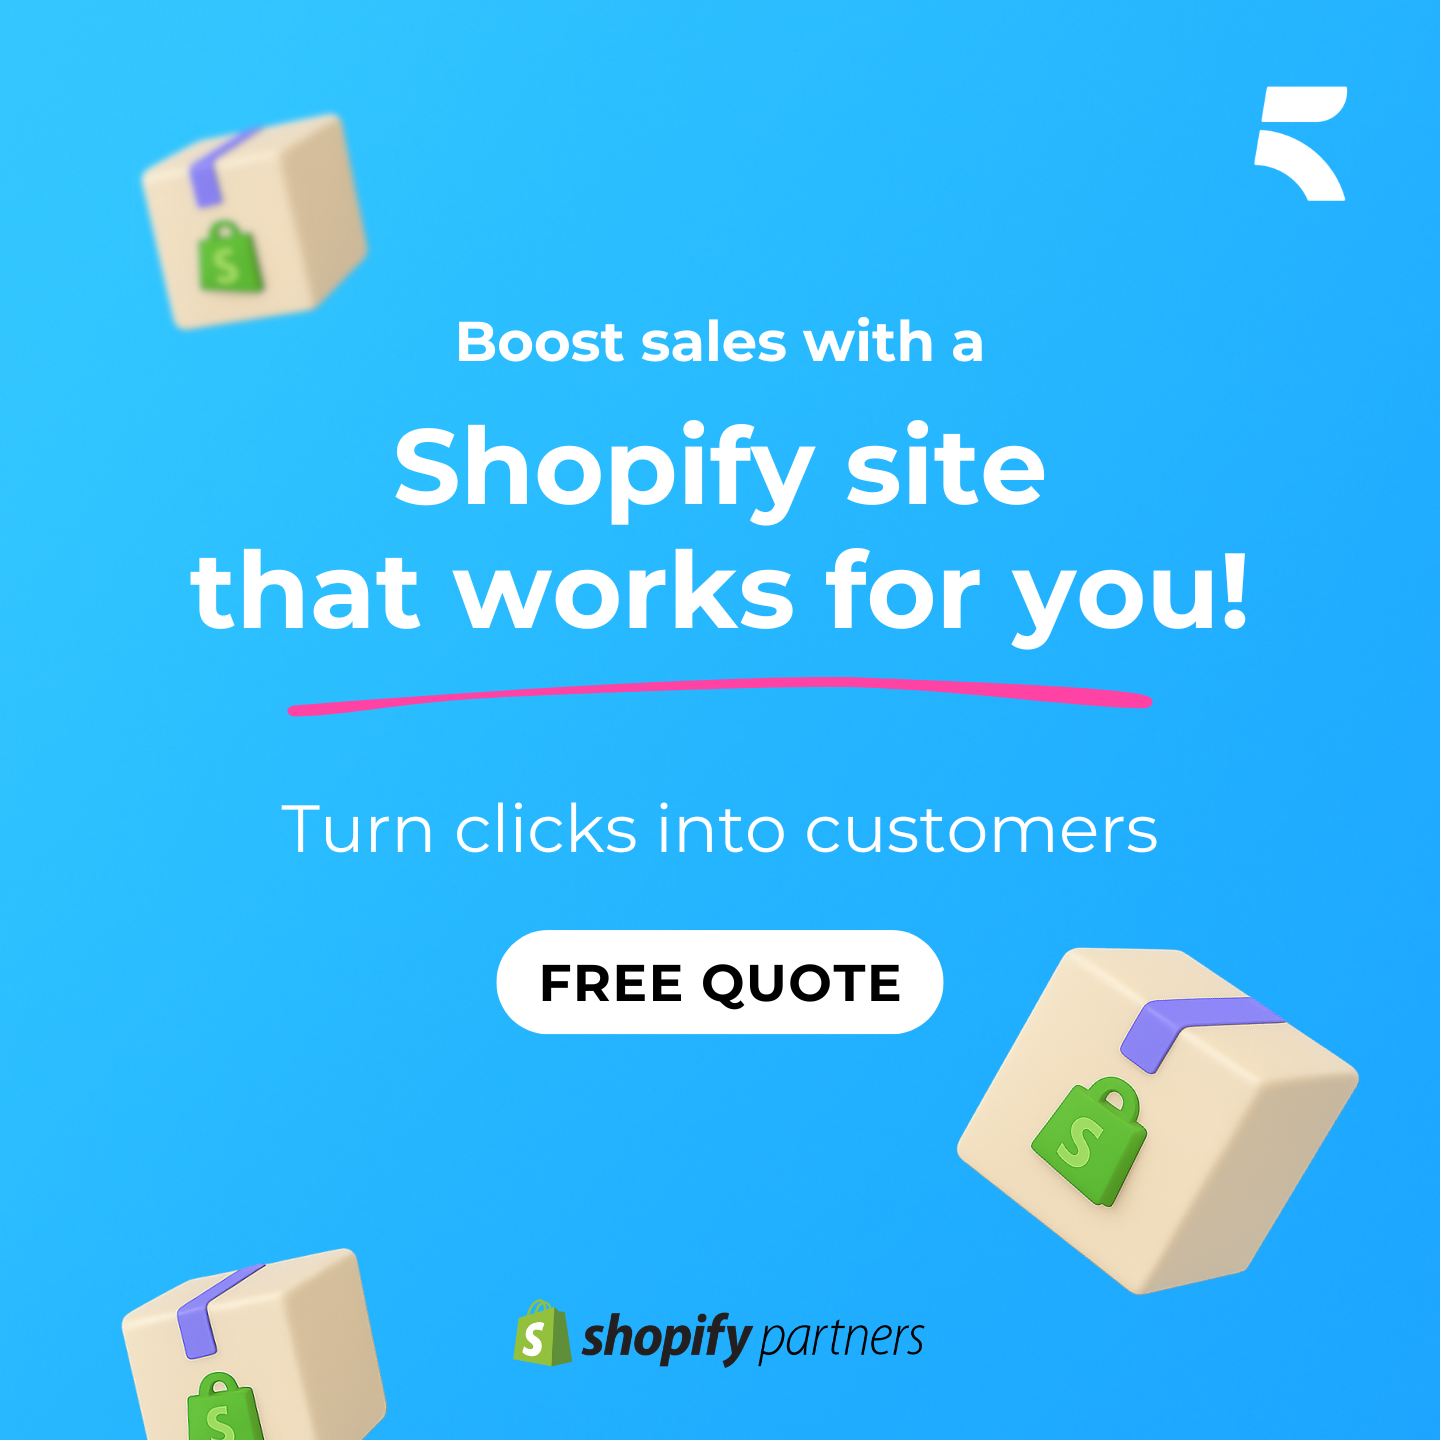 Boost sales with a
Shopify site
that works for you!
Turn clicks into customers
FREE QUOTE
shopify partners
S
S
S
S